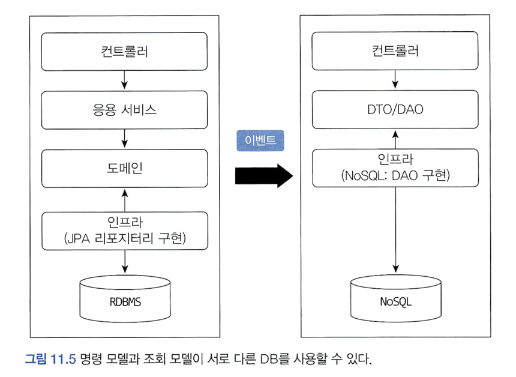 컨트롤러
응용 서비스
도메인
인프라
(JPA 리포지터리 구현)
RDBMS
이벤트
컨트롤러
DTO/DAO
인프라
(NoSQL: DAO 구현)
NoSQL
그림 11.5 명령 모델과 조회 모델이 서로 다른 DB를 사용할 수 있다.